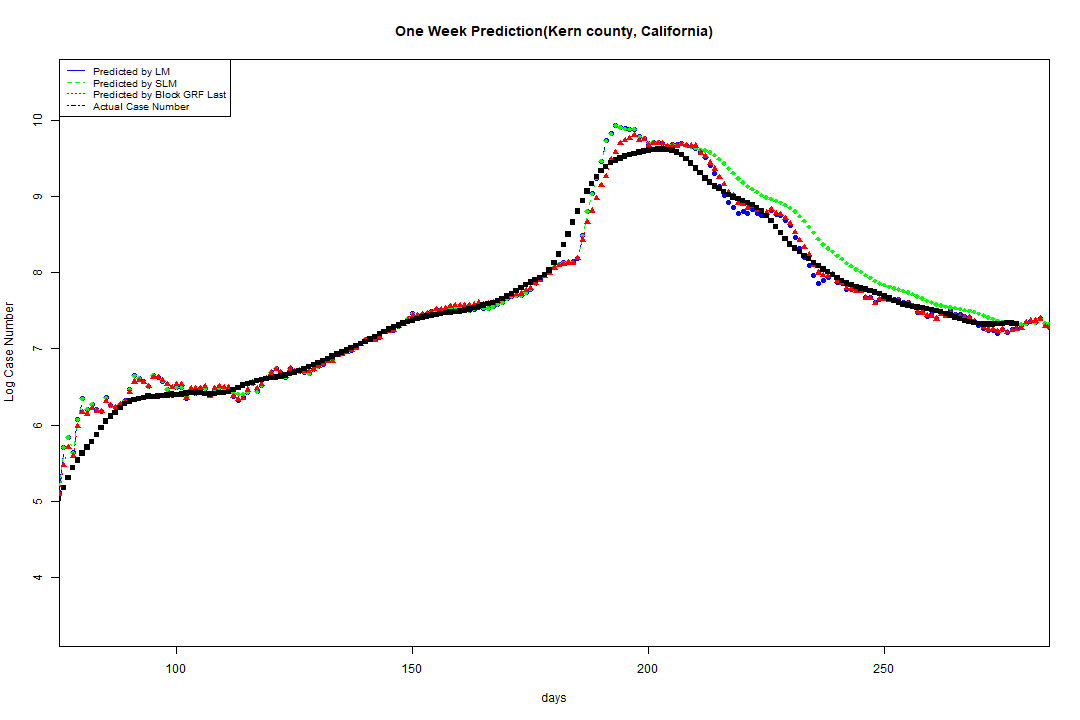 One Week Prediction(Kern county, California)
Predicted by LM
Predicted by SLM
Predicted by Block GRF Last
Actual Case Number
Log Case Number
10
9
8
7
6
5
4
100 150 200 250
days